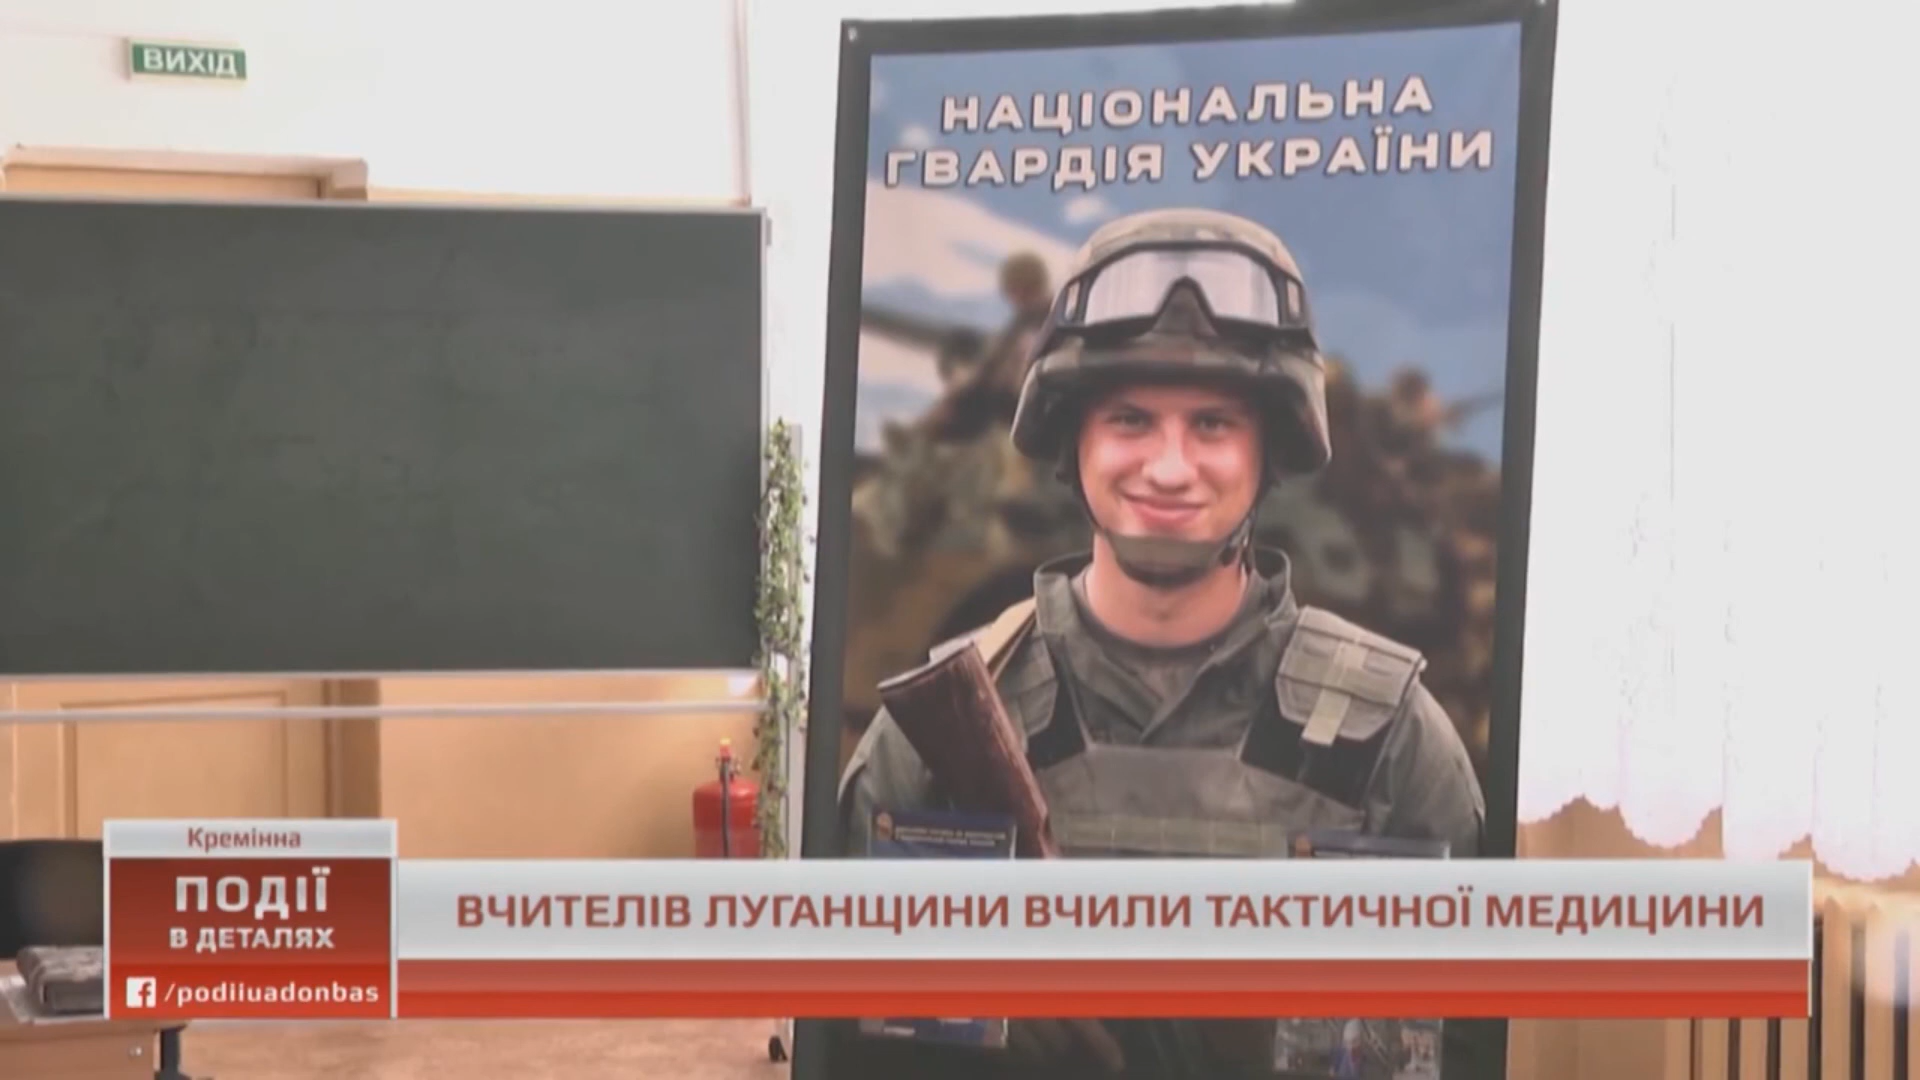 ВИХІД
НАЦІОНАЛЬНА
ГВАРДІЯ УКРАЇНИ
Кремінна
ПОДІЇ
В ДЕТАЛЯХ
/podiiuadonbas
ВЧИТЕЛІВ ЛУГАНЩИНИ ВЧИЛИ ТАКТИЧНОЇ МЕДИЦИНИ